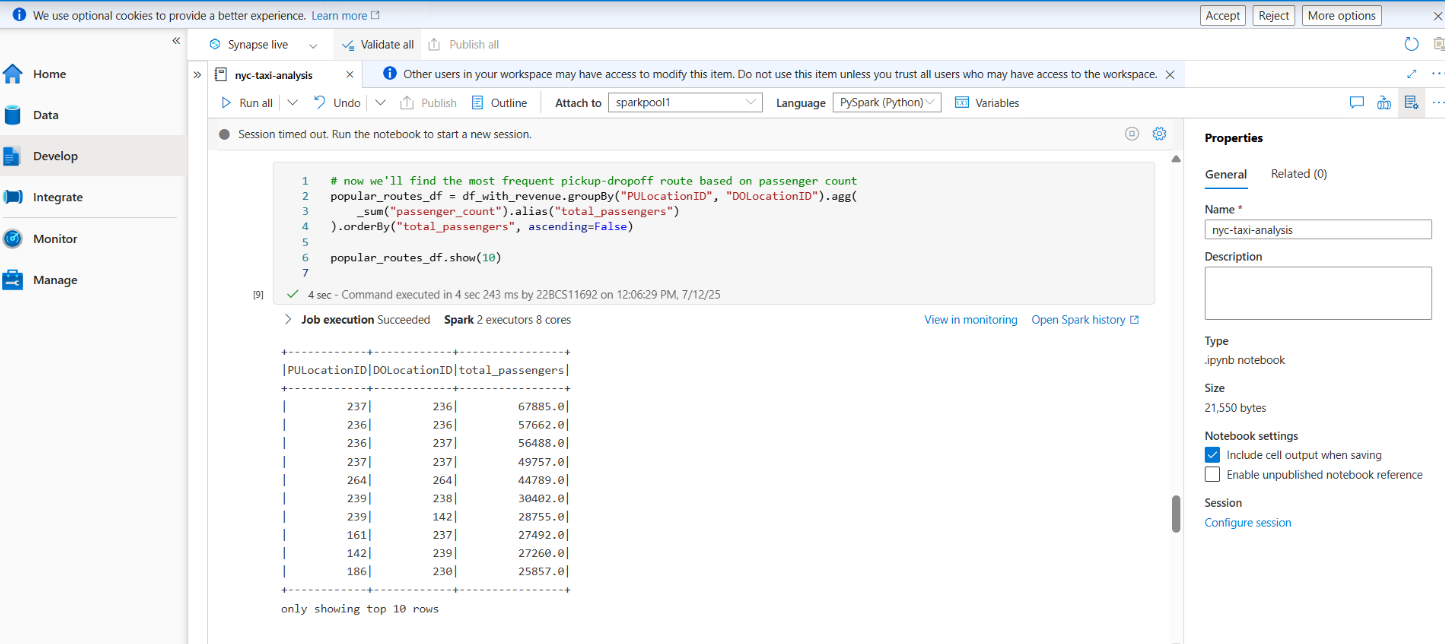 We use optional cookies to provide a better experience. Learn more
Accept
Reject
More options
Synapse live
Validate all
Publish all
Home
Data
Develop
Integrate
Monitor
Manage
nyc-taxi-analysis
Other users in your workspace may have access to modify this item. Do not use this item unless you trust all users who may have access to the workspace.
Run all
Undo
Publish
Outline
Attach to
sparkpool1
Language
PySpark (Python)
Variables
Session timed out. Run the notebook to start a new session.
1 # now we'll find the most frequent pickup-dropoff route based on passenger count
2 popular_routes_df = df_with_revenue.groupBy("PULocationID", "DOLocationID").agg(
3     _sum("passenger_count").alias("total_passengers")
4 ).orderBy("total_passengers", ascending=False)
5
6 popular_routes_df.show(10)
7
[9]
4 sec - Command executed in 4 sec 243 ms by 22BCS11692 on 12:06:29 PM, 7/12/25
Job execution Succeeded Spark 2 executors 8 cores
View in monitoring
Open Spark history
+------------+------------+----------------+
|PULocationID|DOLocationID|total_passengers|
+------------+------------+----------------+
|         237|         236|         67885.0|
|         236|         236|         57662.0|
|         236|         237|         56488.0|
|         237|         237|         49757.0|
|         264|         264|         44789.0|
|         239|         238|         30402.0|
|         239|         142|         28755.0|
|         161|         237|         27492.0|
|         142|         239|         27260.0|
|         186|         230|         25857.0|
+------------+------------+----------------+
only showing top 10 rows
Properties
General
Related (0)
Name *
nyc-taxi-analysis
Description
Type
.ipynb notebook
Size
21,550 bytes
Notebook settings
Include cell output when saving
Enable unpublished notebook reference
Session
Configure session